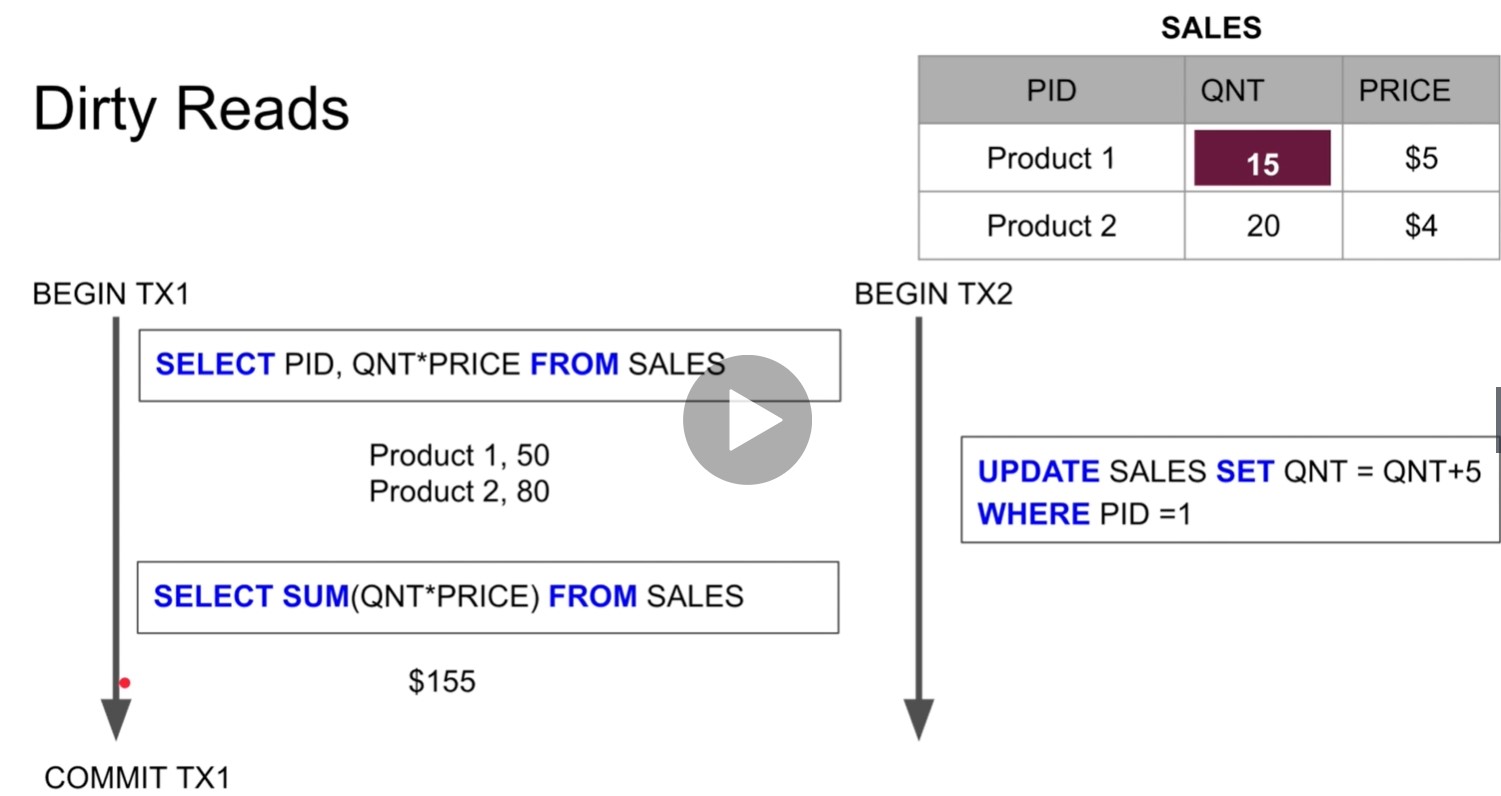 SALES
Dirty Reads
PID QNT PRICE
Product 1 15 $5
Product 2 20 $4
BEGIN TX1
BEGIN TX2
SELECT PID, QNT*PRICE FROM SALES
Product 1, 50
Product 2, 80
UPDATE SALES SET QNT = QNT+5
WHERE PID =1
SELECT SUM(QNT*PRICE) FROM SALES
$155
COMMIT TX1